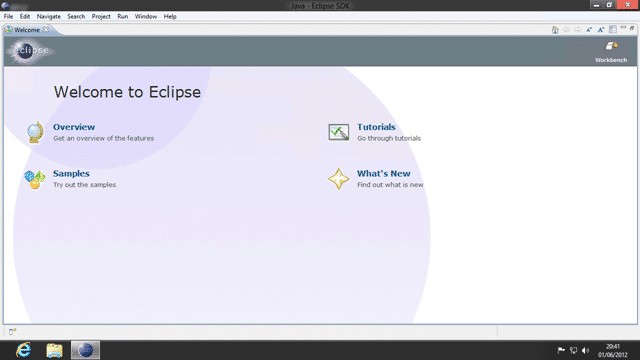 Java - Eclipse SDK
File Edit Navigate Search Project Run Window Help
Welcome
eclipse
Workbench
Welcome to Eclipse
Overview
Get an overview of the features
Tutorials
Go through tutorials
Samples
Try out the samples
What's New
Find out what is new
20:41
01/06/2012